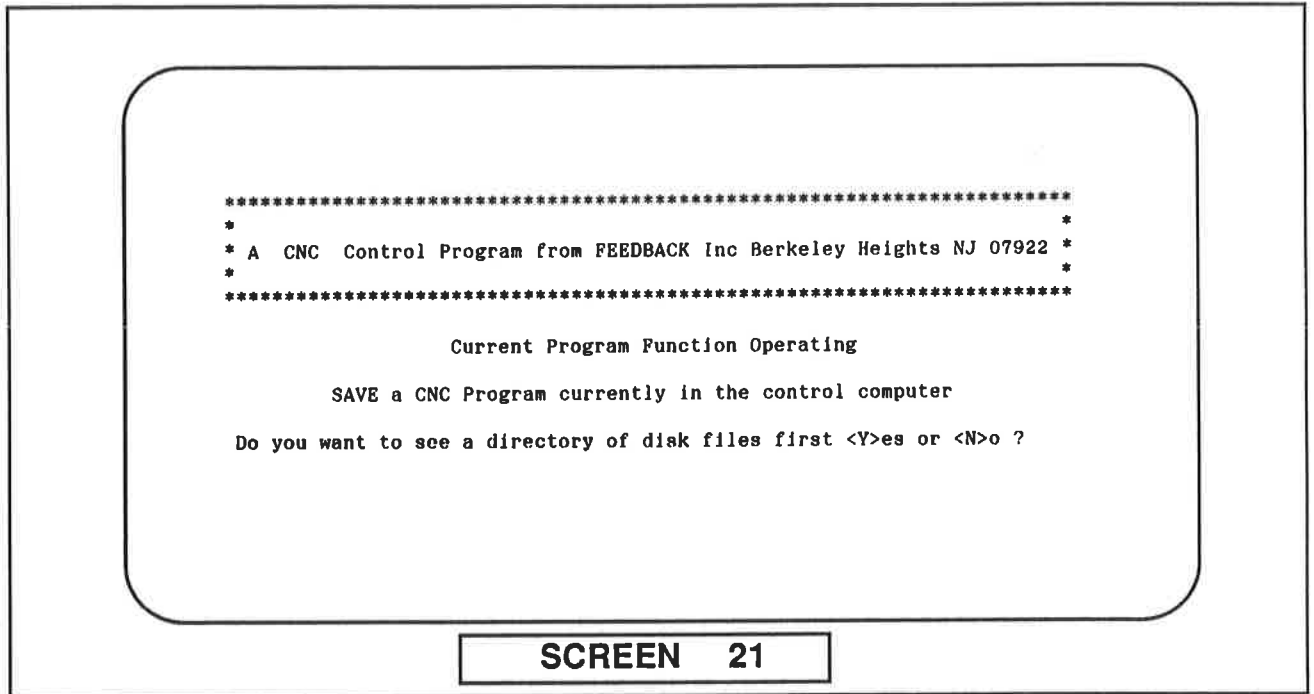 ***********************************************************************
* *
* A CNC Control Program from FEEDBACK Inc Berkeley Heights NJ 07922 *
* *
***********************************************************************
Current Program Function Operating
SAVE a CNC Program currently in the control computer
Do you want to see a directory of disk files first <Y>es or <N>o ?
SCREEN 21